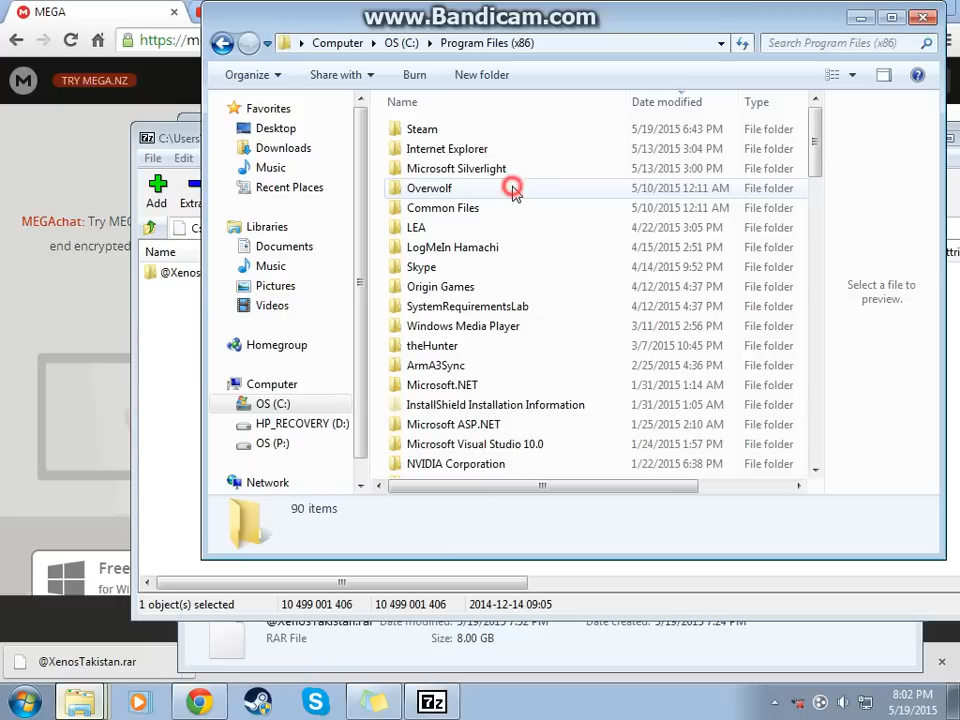 www.Bandicam.com
MEGA
https://m
TRY MEGA.NZ
Computer OS (C:) Program Files (x86)
Search Program Files (x86)
Organize Share with Burn New folder
Name Date modified Type
Favorites
Desktop
Downloads
Music
Recent Places
Libraries
Documents
Music
Pictures
Videos
Homegroup
Computer
OS (C:)
HP_RECOVERY (D:)
OS (P:)
Network
Steam 5/19/2015 6:43 PM File folder
Internet Explorer 5/13/2015 3:04 PM File folder
Microsoft Silverlight 5/13/2015 3:00 PM File folder
Overwolf 5/10/2015 12:11 AM File folder
Common Files 5/10/2015 12:11 AM File folder
LEA 4/22/2015 3:05 PM File folder
LogMeIn Hamachi 4/15/2015 2:51 PM File folder
Skype 4/14/2015 9:52 PM File folder
Origin Games 4/12/2015 4:37 PM File folder
SystemRequirementsLab 4/12/2015 4:37 PM File folder
Windows Media Player 3/11/2015 2:56 PM File folder
theHunter 3/7/2015 10:45 PM File folder
ArmA3Sync 2/25/2015 4:36 PM File folder
Microsoft.NET 1/31/2015 1:14 AM File folder
InstallShield Installation Information 1/31/2015 1:05 AM File folder
Microsoft ASP.NET 1/25/2015 2:10 AM File folder
Microsoft Visual Studio 10.0 1/24/2015 1:57 PM File folder
NVIDIA Corporation 1/22/2015 6:38 PM File folder
Select a file to
preview.
90 items
7z C:\Users\
File Edit
Add Extra
C:
Name
@Xenos
MEGAchat: Try ME
end encrypted
Free
for Wi
1 object(s) selected 10 499 001 406 10 499 001 406 2014-12-14 09:05
@XenosTakistan.rar Date modified: 5/19/2015 7:52 PM Date created: 5/19/2015 7:24 PM
RAR File Size: 8.00 GB
@XenosTakistan.rar
7z
8:02 PM
5/19/2015